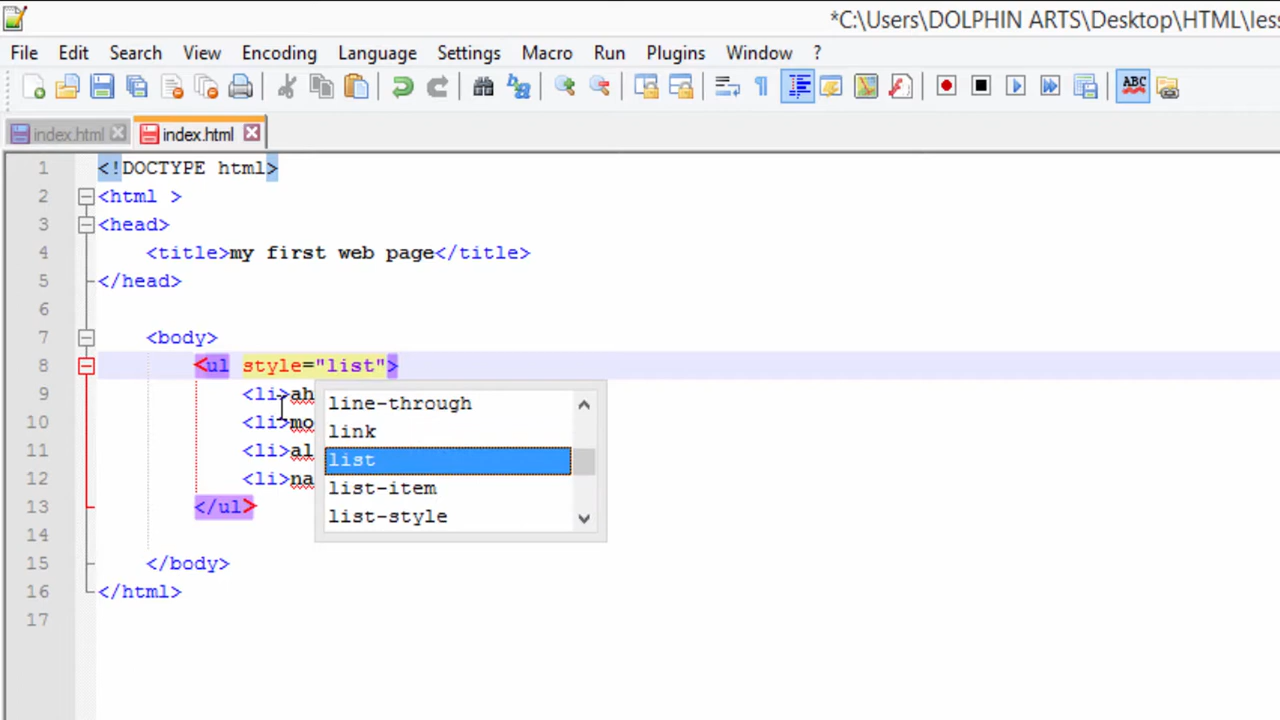 *C:\Users\DOLPHIN ARTS\Desktop\HTML\less
File Edit Search View Encoding Language Settings Macro Run Plugins Window ?
ABC
index.html index.html
1 <!DOCTYPE html>
2 <html >
3 <head>
4 <title>my first web page</title>
5 </head>
6
7 <body>
8 <ul style="list">
9 <li>ah
10 <li>mo
11 <li>al
12 <li>na
13 </ul>
14
15 </body>
16 </html>
17
line-through
link
list
list-item
list-style